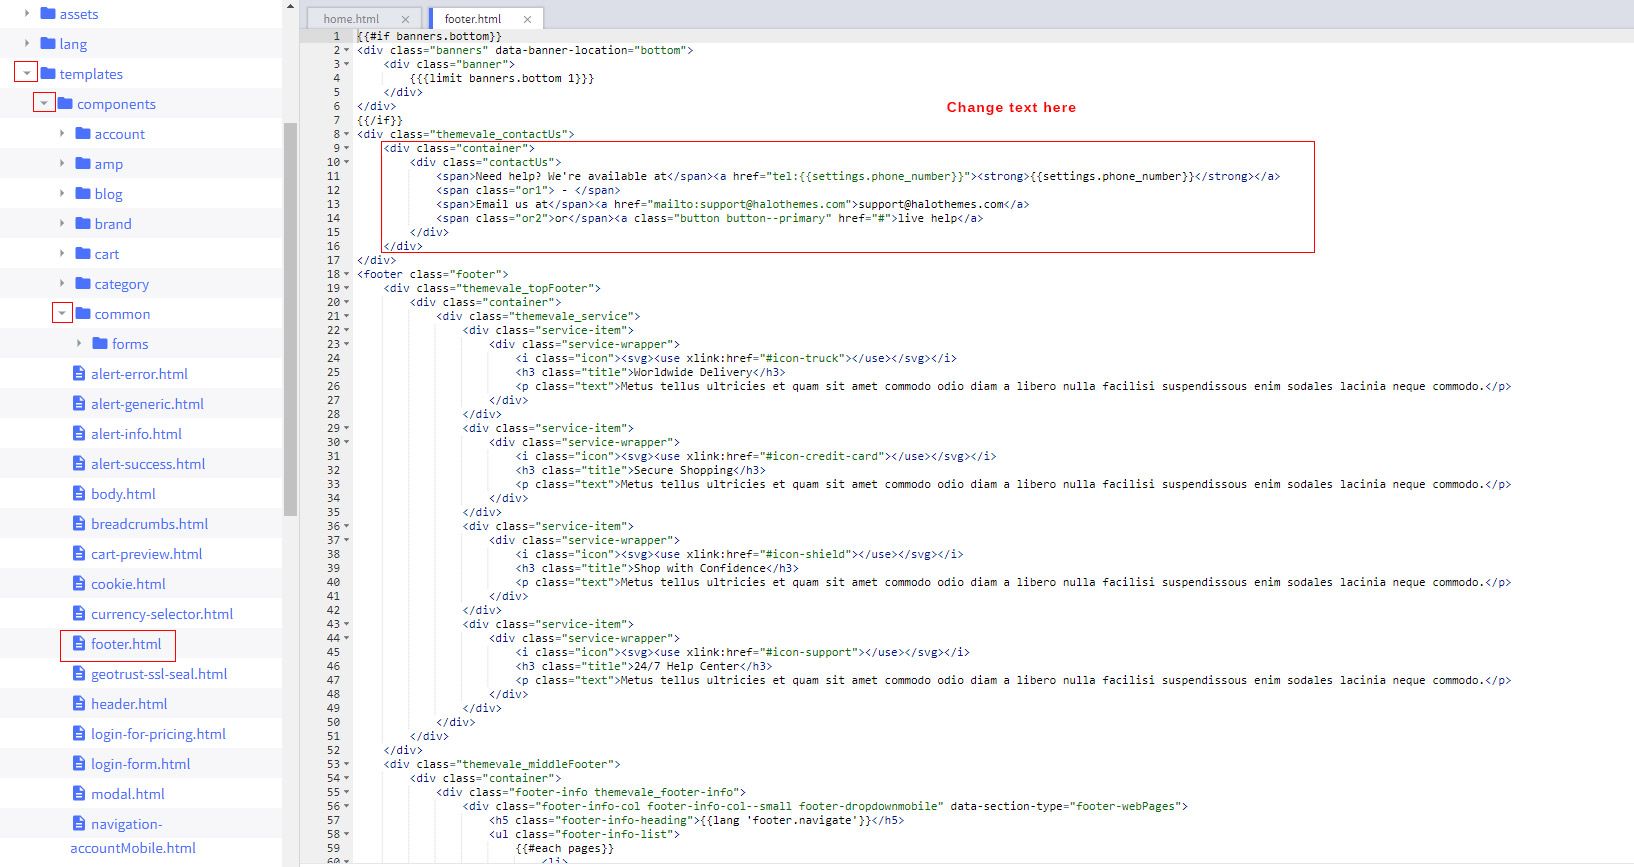 assets
lang
templates
components
account
amp
blog
brand
cart
category
common
forms
alert-error.html
alert-generic.html
alert-info.html
alert-success.html
body.html
breadcrumbs.html
cart-preview.html
cookie.html
currency-selector.html
footer.html
geotrust-ssl-seal.html
header.html
login-for-pricing.html
login-form.html
modal.html
navigation-
accountMobile.html
home.html × footer.html ×
Change text here
1 {{#if banners.bottom}}
2 <div class="banners" data-banner-location="bottom">
3 <div class="banner">
4 {{{limit banners.bottom 1}}}
5 </div>
6 </div>
7 {{/if}}
8 <div class="themevale_contactUs">
9 <div class="container">
10 <div class="contactUs">
11 <span>Need help? We're available at</span><a href="tel:{{settings.phone_number}}"><strong>{{settings.phone_number}}</strong></a>
12 <span class="or1"> - </span>
13 <span>Email us at</span><a href="mailto:support@halothemes.com">support@halothemes.com</a>
14 <span class="or2">or</span><a class="button button--primary" href="#">live help</a>
15 </div>
16 </div>
17 </div>
18 <footer class="footer">
19 <div class="themevale_topFooter">
20 <div class="container">
21 <div class="themevale_service">
22 <div class="service-item">
23 <div class="service-wrapper">
24 <i class="icon"><svg><use xlink:href="#icon-truck"></use></svg></i>
25 <h3 class="title">Worldwide Delivery</h3>
26 <p class="text">Metus tellus ultricies et quam sit amet commodo odio diam a libero nulla facilisi suspendissous enim sodales lacinia neque commodo.</p>
27 </div>
28 </div>
29 <div class="service-item">
30 <div class="service-wrapper">
31 <i class="icon"><svg><use xlink:href="#icon-credit-card"></use></svg></i>
32 <h3 class="title">Secure Shopping</h3>
33 <p class="text">Metus tellus ultricies et quam sit amet commodo odio diam a libero nulla facilisi suspendissous enim sodales lacinia neque commodo.</p>
34 </div>
35 </div>
36 <div class="service-item">
37 <div class="service-wrapper">
38 <i class="icon"><svg><use xlink:href="#icon-shield"></use></svg></i>
39 <h3 class="title">Shop with Confidence</h3>
40 <p class="text">Metus tellus ultricies et quam sit amet commodo odio diam a libero nulla facilisi suspendissous enim sodales lacinia neque commodo.</p>
41 </div>
42 </div>
43 <div class="service-item">
44 <div class="service-wrapper">
45 <i class="icon"><svg><use xlink:href="#icon-support"></use></svg></i>
46 <h3 class="title">24/7 Help Center</h3>
47 <p class="text">Metus tellus ultricies et quam sit amet commodo odio diam a libero nulla facilisi suspendissous enim sodales lacinia neque commodo.</p>
48 </div>
49 </div>
50 </div>
51 </div>
52 </div>
53 <div class="themevale_middleFooter">
54 <div class="container">
55 <div class="footer-info themevale_footer-info">
56 <div class="footer-info-col footer-info-col--small footer-dropdownmobile" data-section-type="footer-webPages">
57 <h5 class="footer-info-heading">{{lang 'footer.navigate'}}</h5>
58 <ul class="footer-info-list">
59 {{#each pages}}
60 <li>